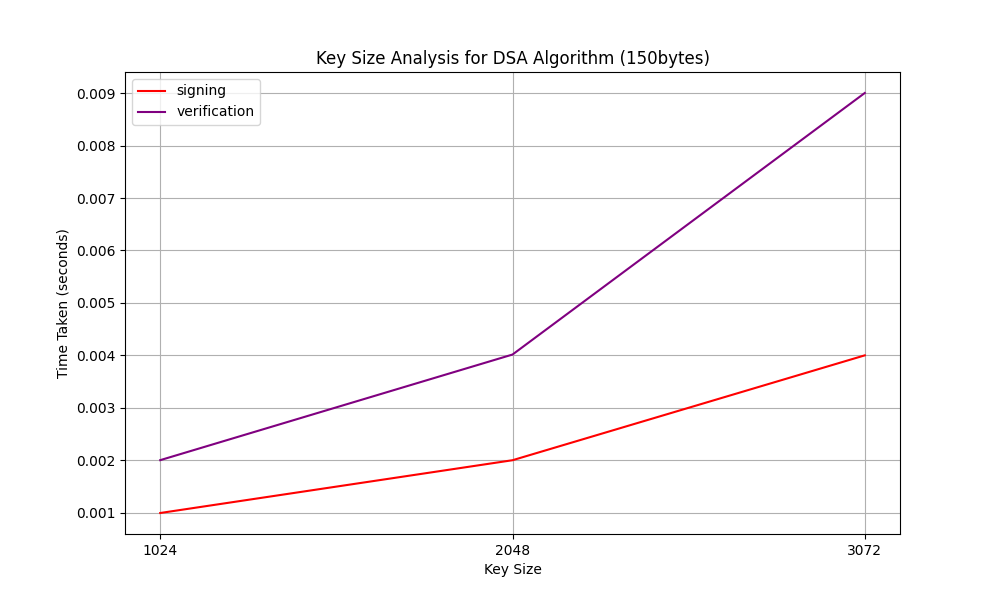 Key Size Analysis for DSA Algorithm (150bytes)
signing
verification
0.009
0.008
0.007
0.006
0.005
0.004
0.003
0.002
0.001
Time Taken (seconds)
1024 2048 3072
Key Size